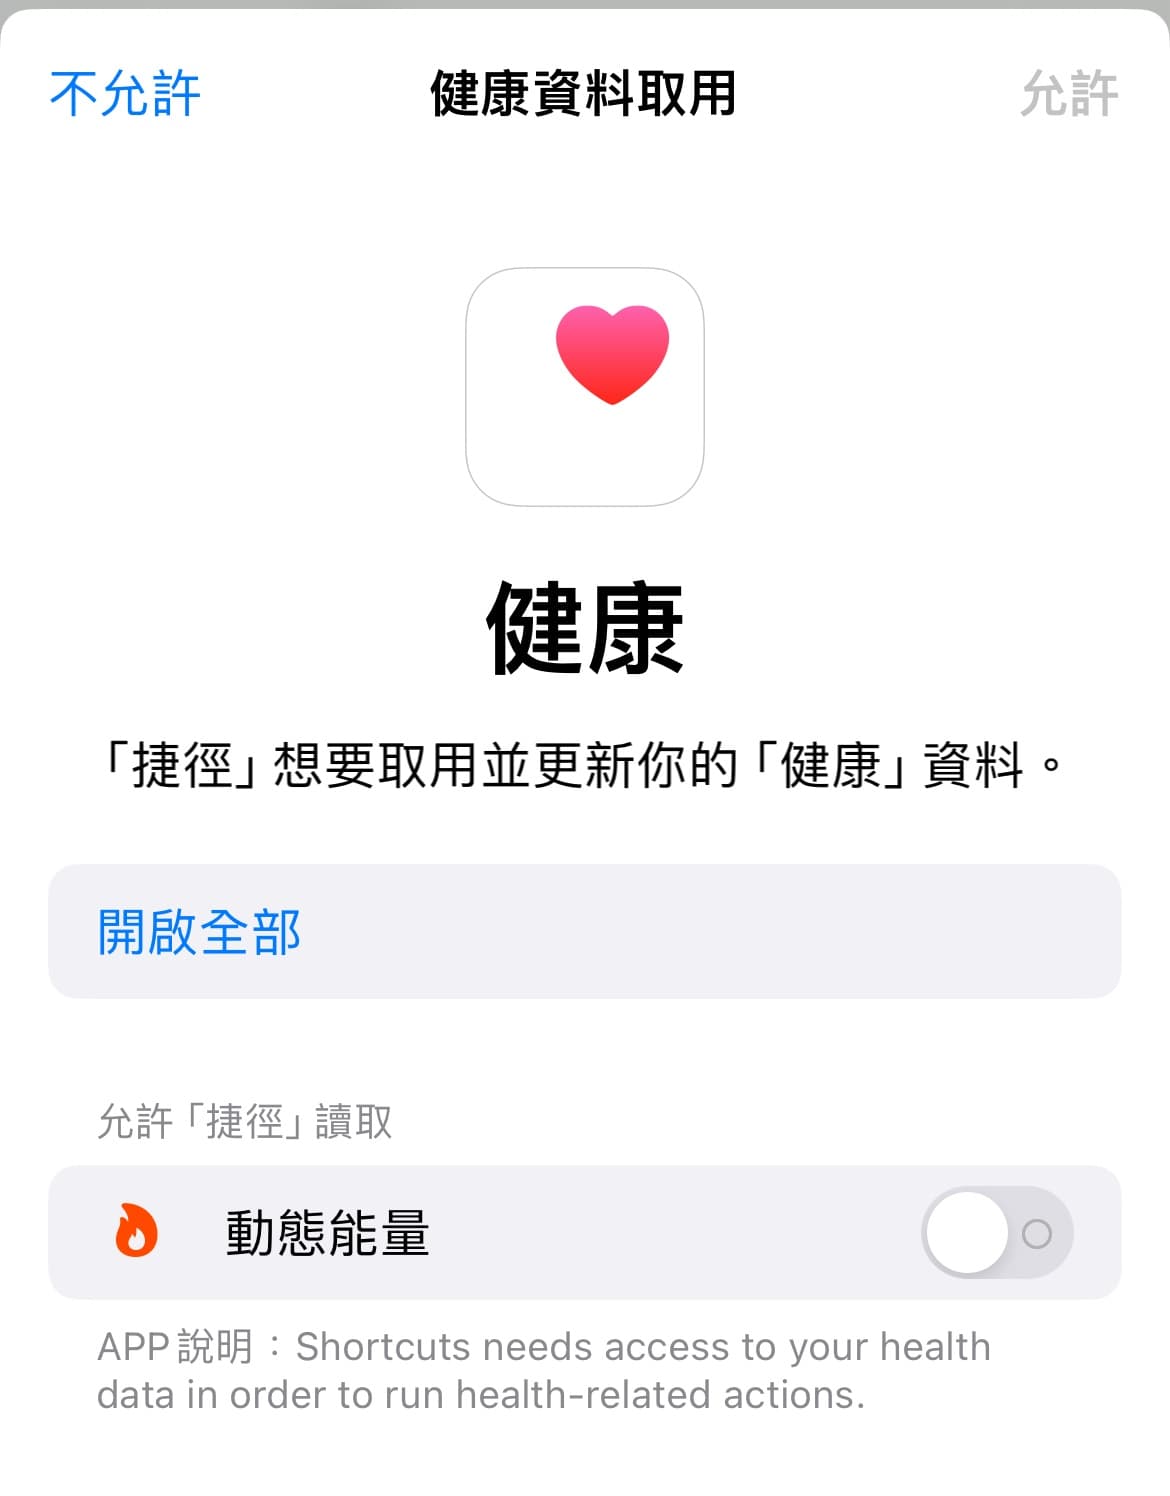 不允許
健康資料取用
允許
健康
「捷徑」想要取用並更新你的「健康」資料。
開啟全部
允許「捷徑」讀取
動態能量
APP 說明：Shortcuts needs access to your health
data in order to run health-related actions.